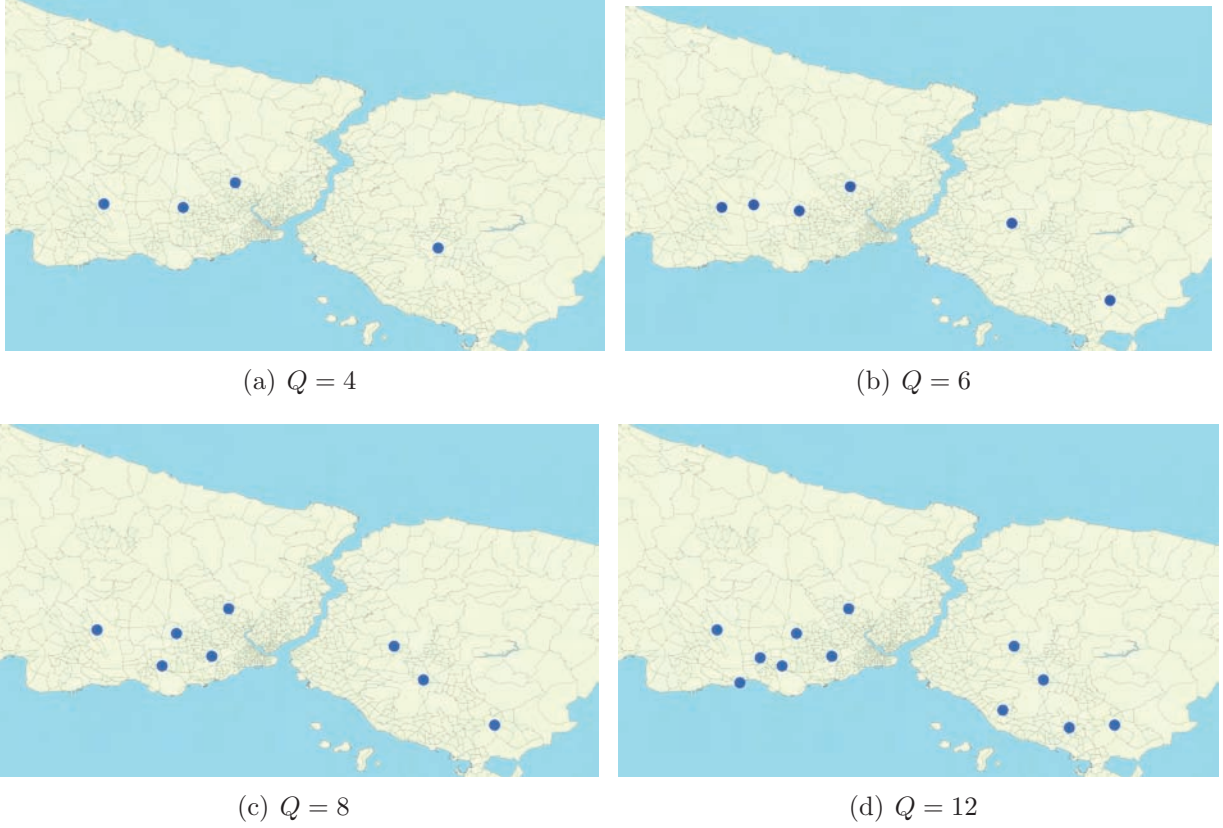 (a) Q = 4
(b) Q = 6
(c) Q = 8
(d) Q = 12